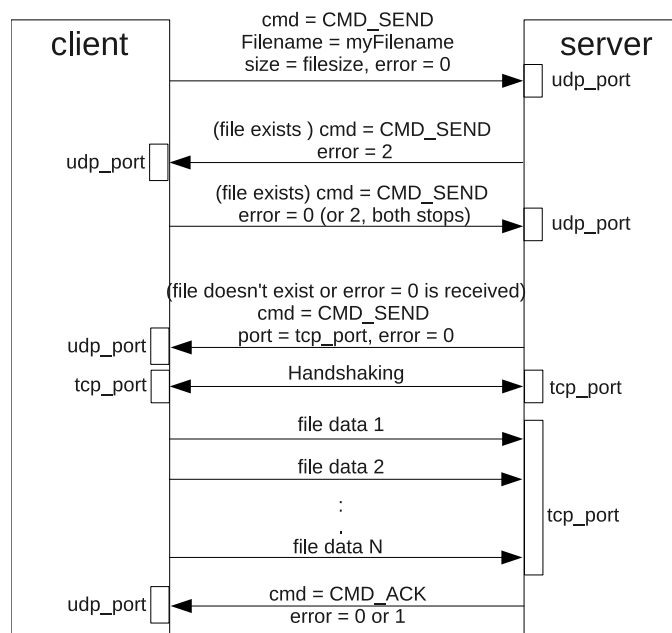 client
server
cmd = CMD_SEND
Filename = myFilename
size = filesize, error = 0
udp_port
(file exists ) cmd = CMD_SEND
error = 2
udp_port
(file exists) cmd = CMD_SEND
error = 0 (or 2, both stops)
udp_port
(file doesn't exist or error = 0 is received)
cmd = CMD_SEND
port = tcp_port, error = 0
udp_port
tcp_port
Handshaking
tcp_port
file data 1
file data 2
:
.
tcp_port
file data N
cmd = CMD_ACK
error = 0 or 1
udp_port